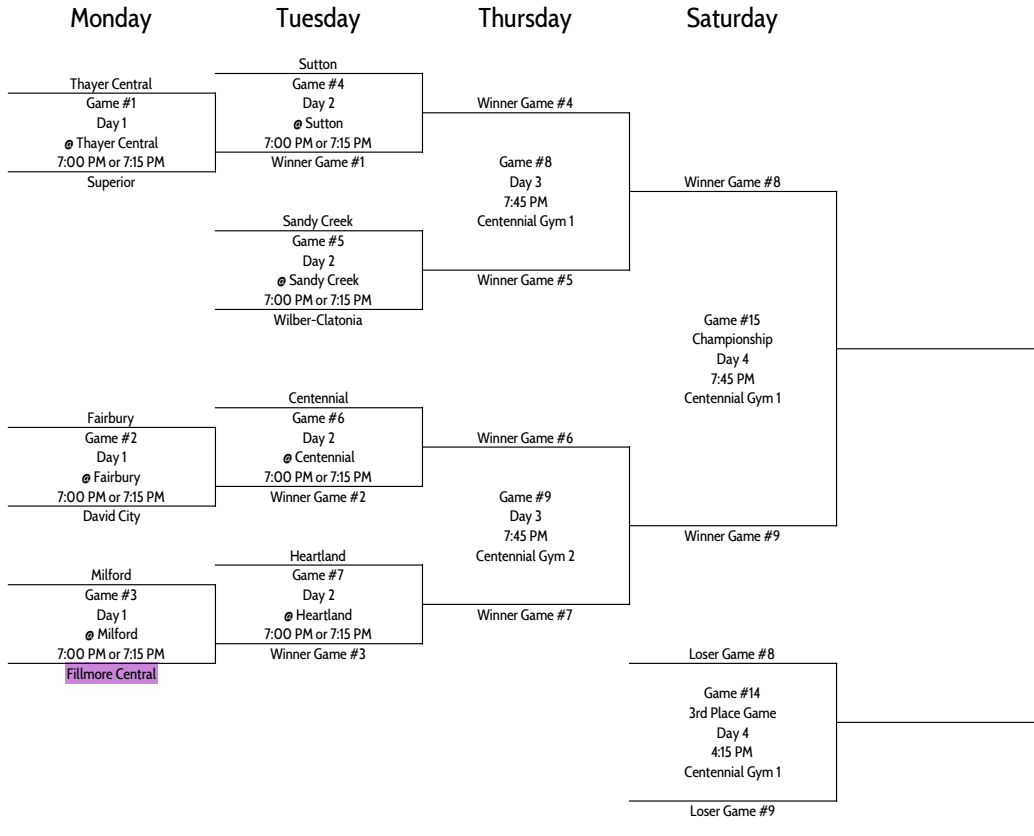 Monday
Tuesday
Thursday
Saturday
Thayer Central
Game #1
Day 1
@ Thayer Central
7:00 PM or 7:15 PM
Superior
Fairbury
Game #2
Day 1
@ Fairbury
7:00 PM or 7:15 PM
David City
Milford
Game #3
Day 1
@ Milford
7:00 PM or 7:15 PM
Fillmore Central
Sutton
Game #4
Day 2
@ Sutton
7:00 PM or 7:15 PM
Winner Game #1
Sandy Creek
Game #5
Day 2
@ Sandy Creek
7:00 PM or 7:15 PM
Wilber-Clatonia
Centennial
Game #6
Day 2
@ Centennial
7:00 PM or 7:15 PM
Winner Game #2
Heartland
Game #7
Day 2
@ Heartland
7:00 PM or 7:15 PM
Winner Game #3
Winner Game #4
Game #8
Day 3
7:45 PM
Centennial Gym 1
Winner Game #5
Winner Game #6
Game #9
Day 3
7:45 PM
Centennial Gym 2
Winner Game #7
Winner Game #8
Game #15
Championship
Day 4
7:45 PM
Centennial Gym 1
Winner Game #9
Loser Game #8
Game #14
3rd Place Game
Day 4
4:15 PM
Centennial Gym 1
Loser Game #9